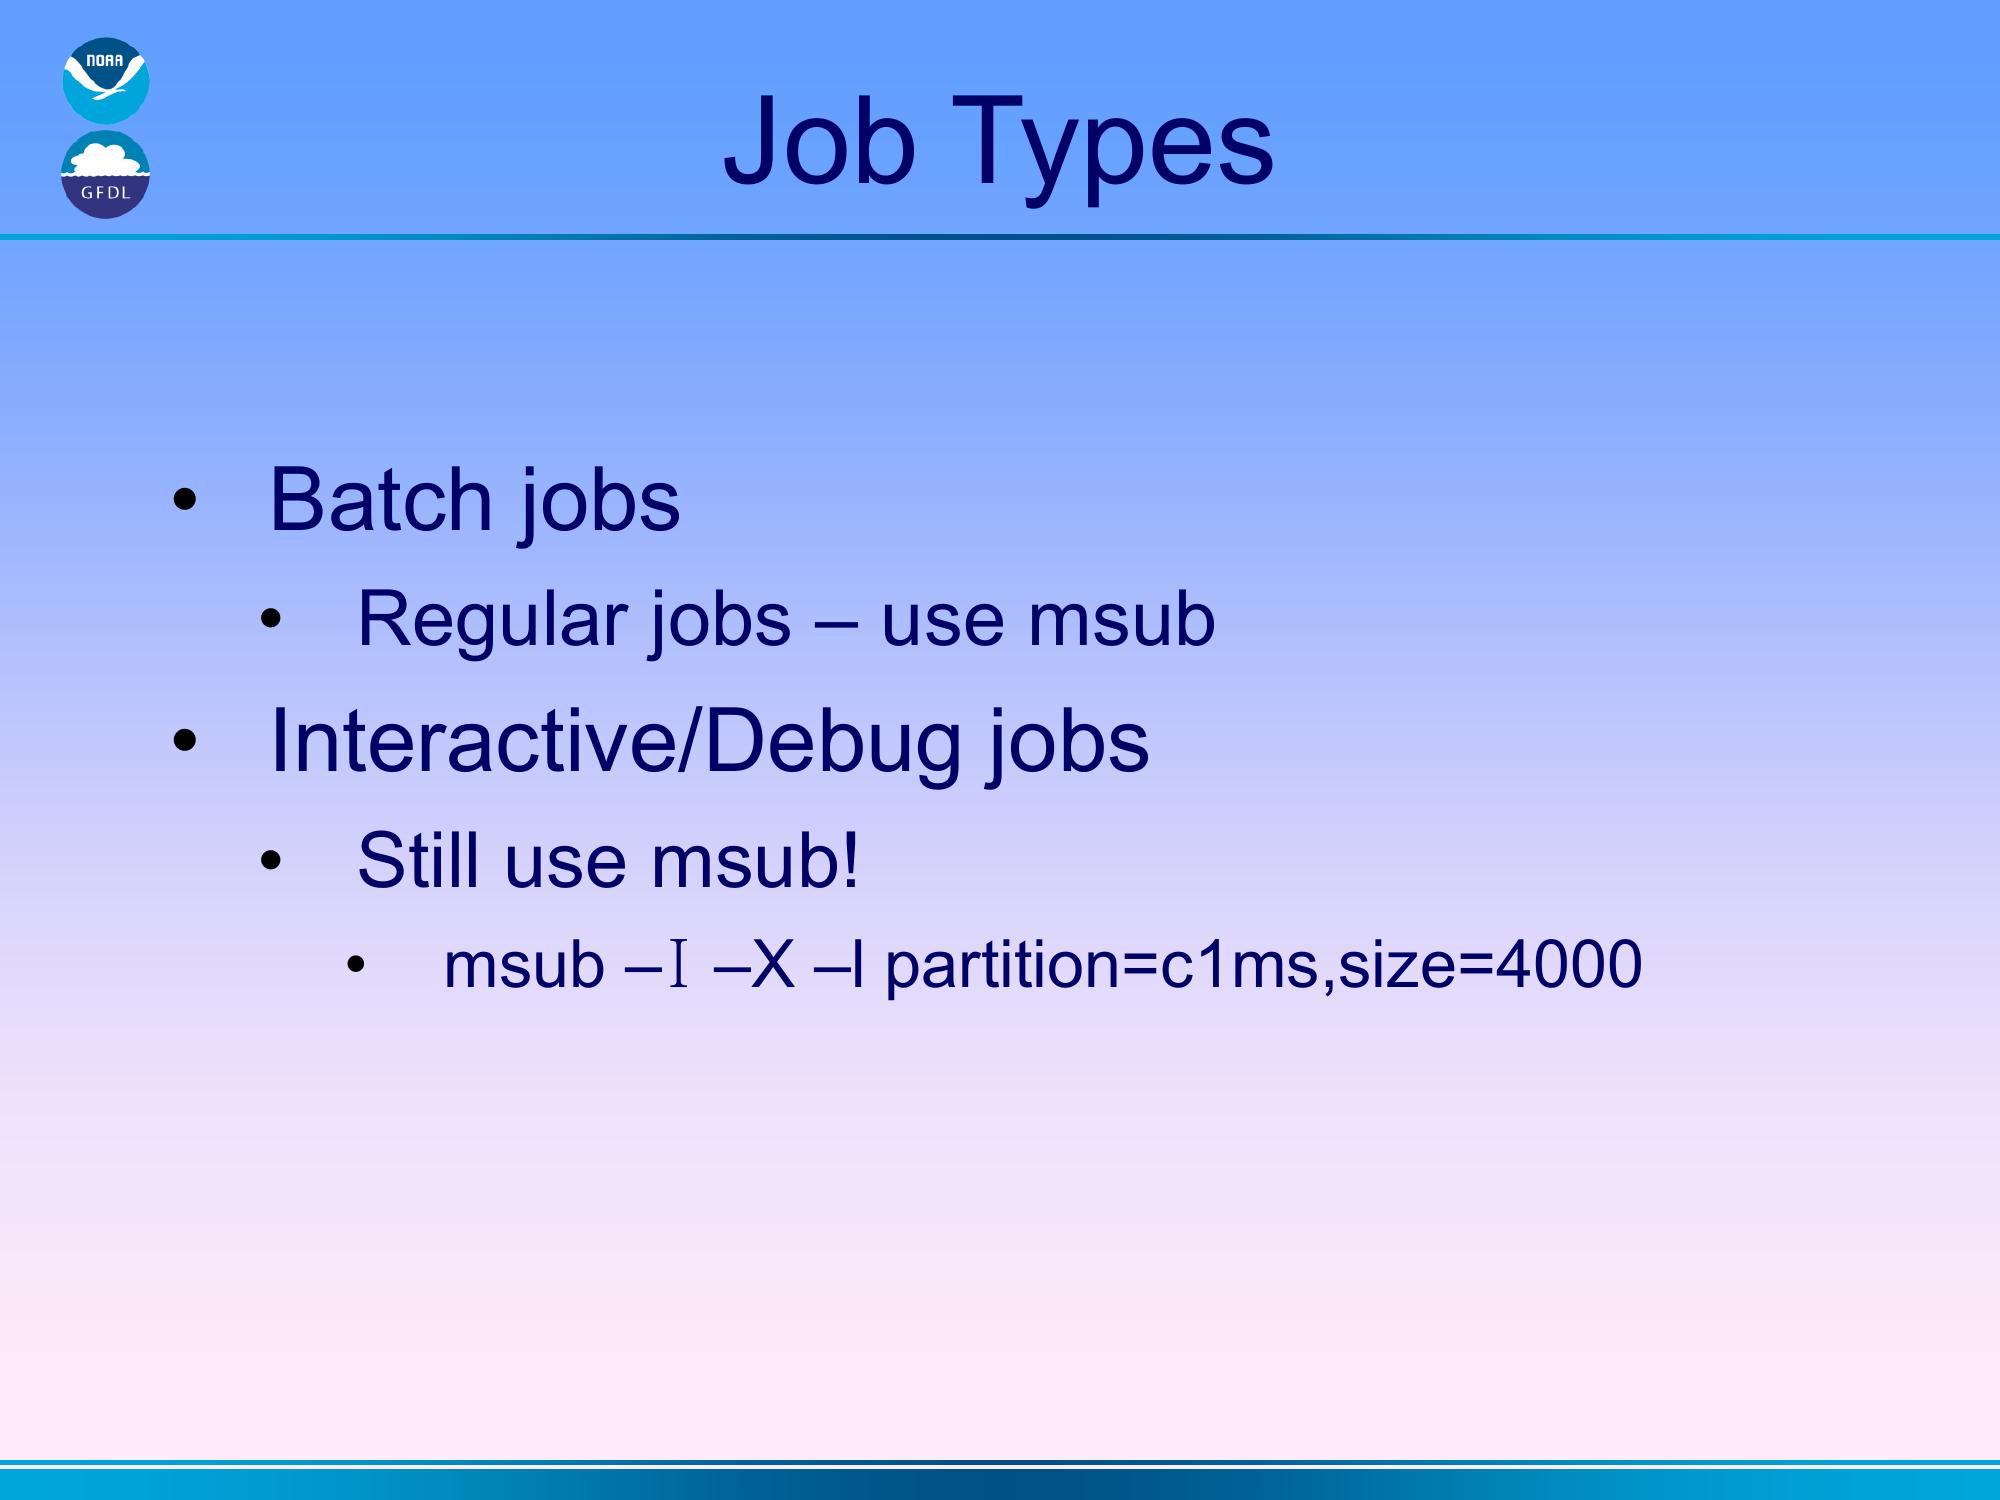 NOAA
GFDL
Job Types
• Batch jobs
• Regular jobs – use msub
• Interactive/Debug jobs
• Still use msub!
• msub –I –X –l partition=c1ms,size=4000